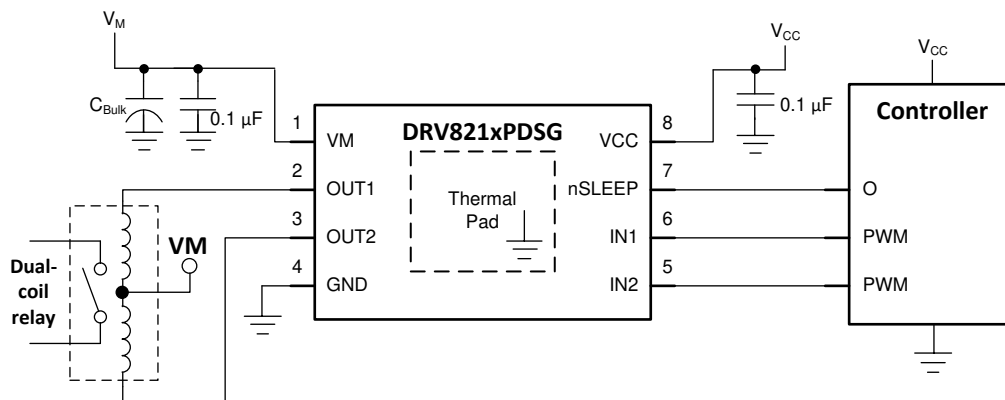 VM
CBulk
0.1 µF
1
VM
2
OUT1
3
OUT2
4
GND
DRV821xPDSG
Thermal
Pad
8
VCC
7
nSLEEP
6
IN1
5
IN2
VCC
0.1 µF
VCC
Controller
O
PWM
PWM
VM
Dual-
coil
relay